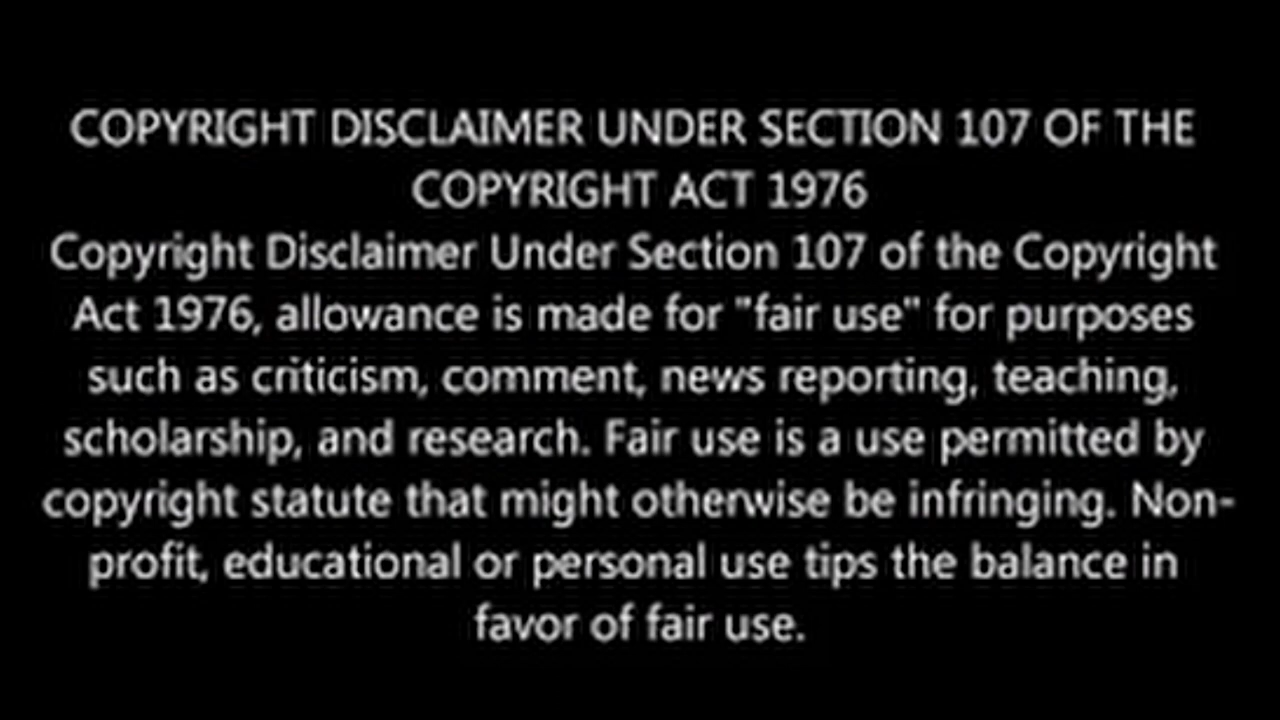 COPYRIGHT DISCLAIMER UNDER SECTION 107 OF THE
COPYRIGHT ACT 1976
Copyright Disclaimer Under Section 107 of the Copyright
Act 1976, allowance is made for "fair use" for purposes
such as criticism, comment, news reporting, teaching,
scholarship, and research. Fair use is a use permitted by
copyright statute that might otherwise be infringing. Non-
profit, educational or personal use tips the balance in
favor of fair use.